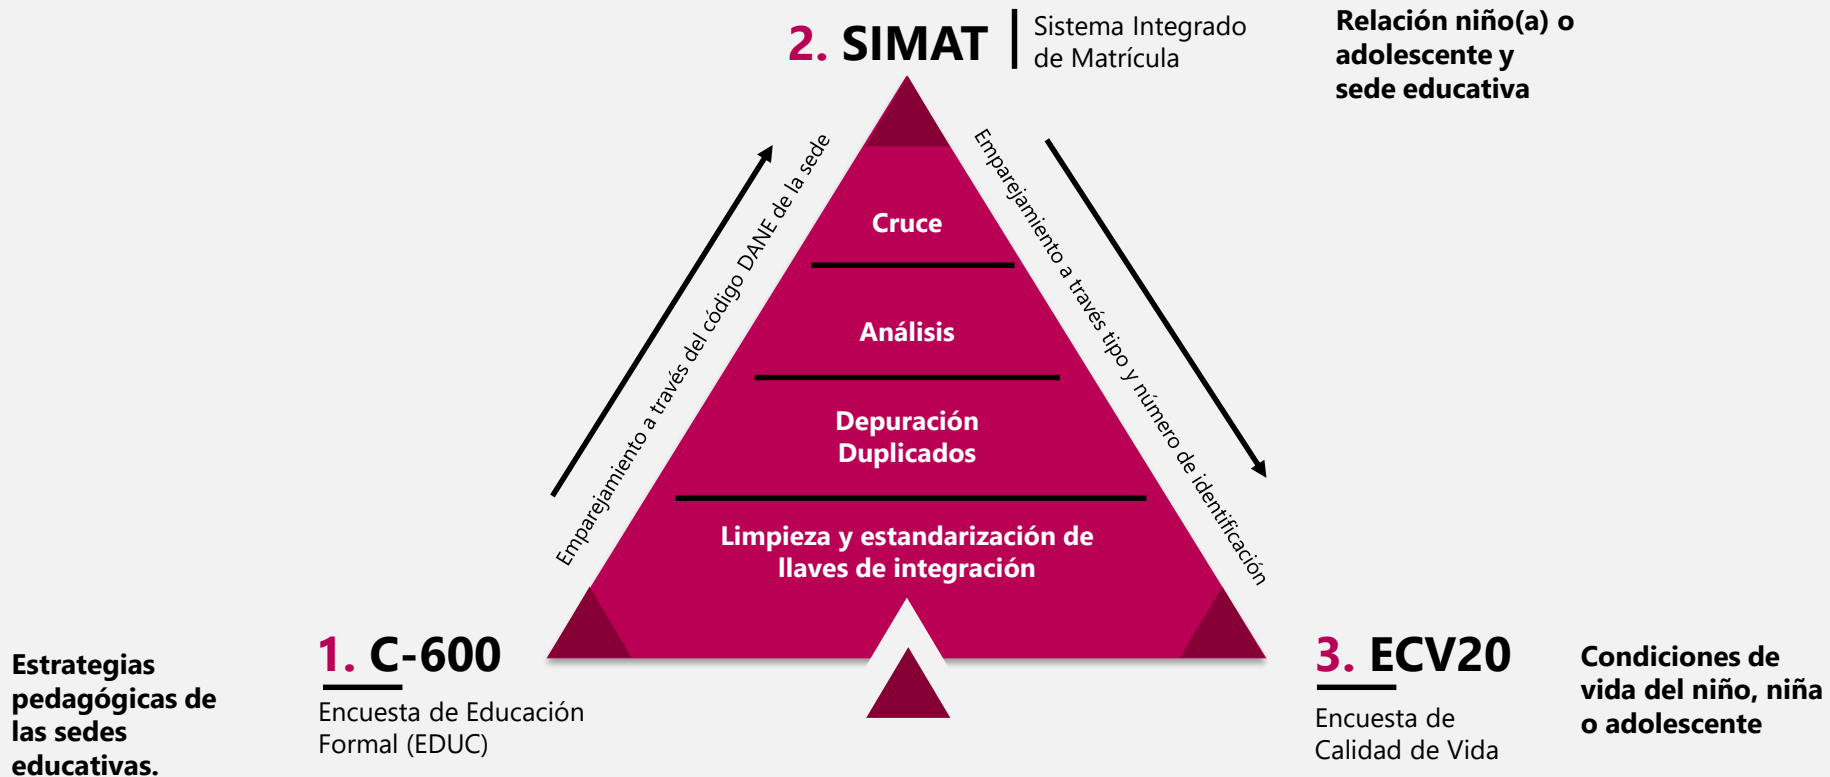 2. SIMAT
Sistema Integrado
de Matrícula
Relación niño(a) o
adolescente y
sede educativa
Emparejamiento a través del código DANE de la sede
Emparejamiento a través tipo y número de identificación
Cruce
Análisis
Depuración
Duplicados
Limpieza y estandarización de
llaves de integración
Estrategias
pedagógicas de
las sedes
educativas.
1. C-600
Encuesta de Educación
Formal (EDUC)
3. ECV20
Encuesta de
Calidad de Vida
Condiciones de
vida del niño, niña
o adolescente